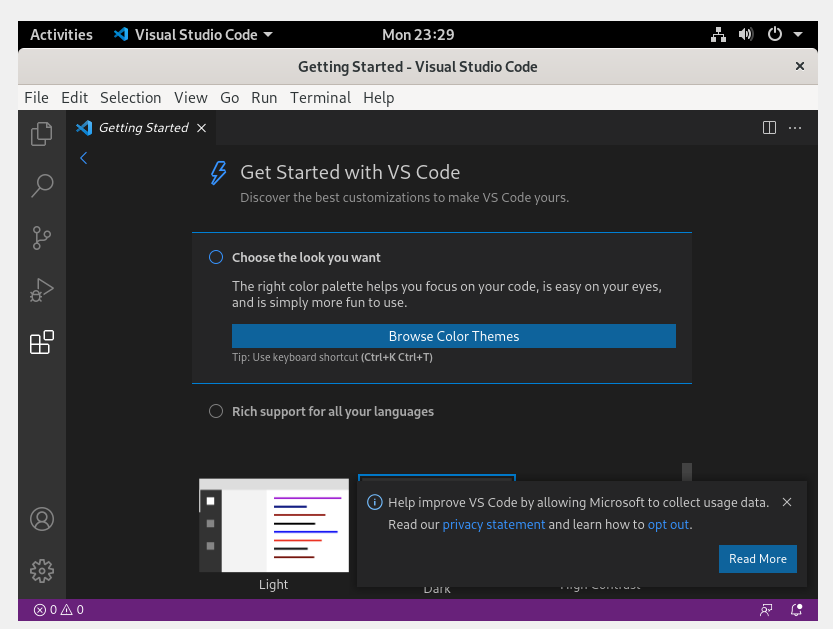 Activities Visual Studio Code Mon 23:29
Getting Started - Visual Studio Code
File Edit Selection View Go Run Terminal Help
Getting Started
Get Started with VS Code
Discover the best customizations to make VS Code yours.
Choose the look you want
The right color palette helps you focus on your code, is easy on your eyes,
and is simply more fun to use.
Browse Color Themes
Tip: Use keyboard shortcut (Ctrl+K Ctrl+T)
Rich support for all your languages
Help improve VS Code by allowing Microsoft to collect usage data.
Read our privacy statement and learn how to opt out.
Read More
Light Dark High Contrast
0 0